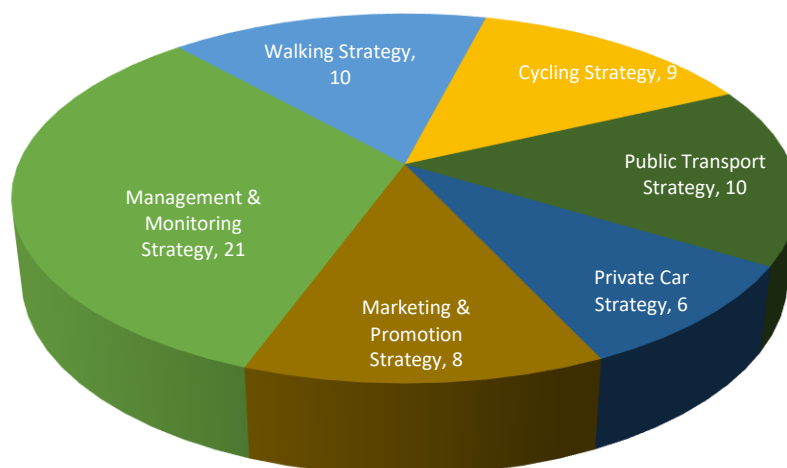 Walking Strategy,
10
Cycling Strategy, 9
Public Transport
Strategy, 10
Private Car
Strategy, 6
Marketing &
Promotion
Strategy, 8
Management &
Monitoring
Strategy, 21